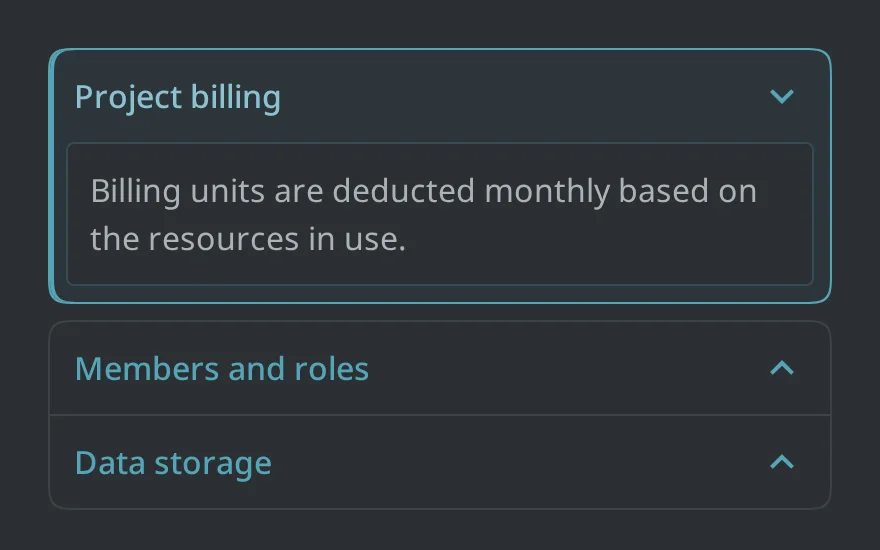 Project billing
Billing units are deducted monthly based on
the resources in use.
Members and roles
Data storage